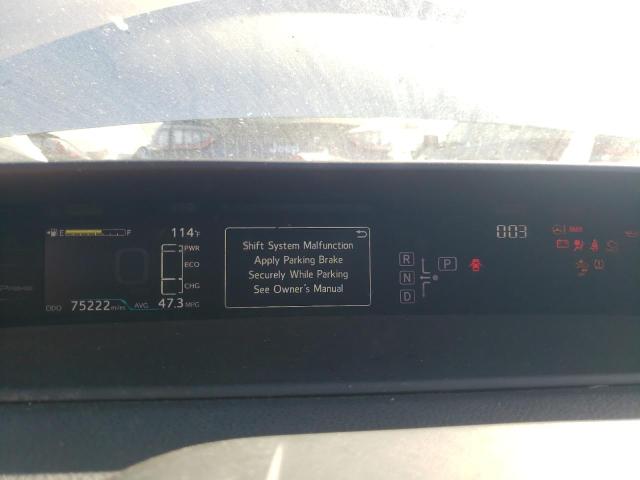 E F
114°F
PWR
ECO
CHG
PRIUS
ODO 75222 miles AVG. 47.3 MPG
Shift System Malfunction
Apply Parking Brake
Securely While Parking
See Owner's Manual
R
N P
D
003